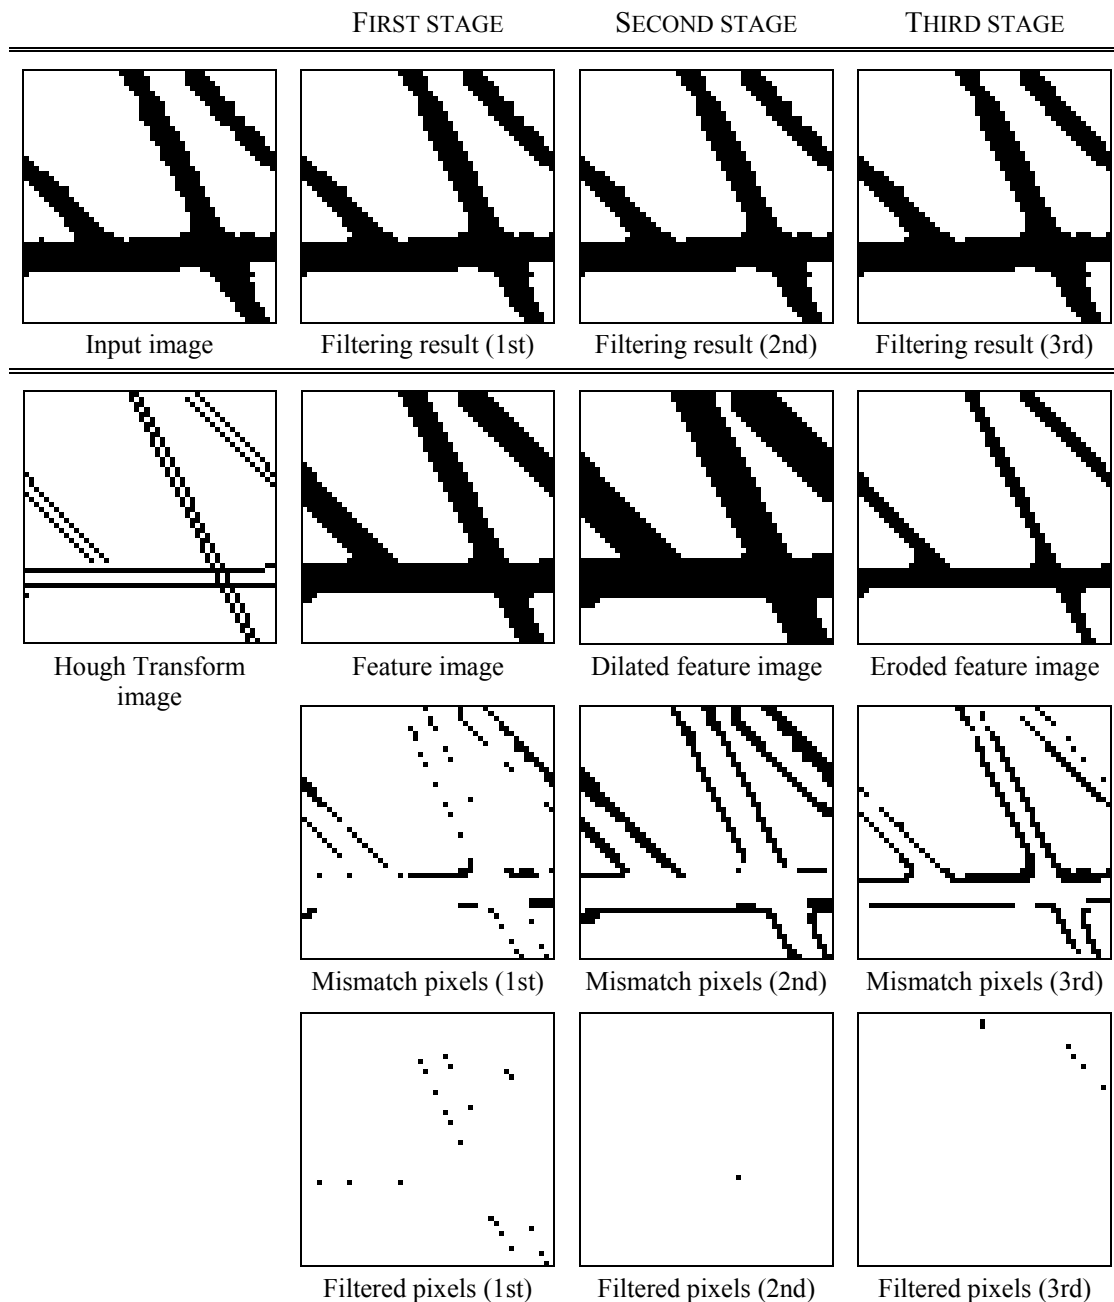 FIRST STAGE SECOND STAGE THIRD STAGE
Input image Filtering result (1st) Filtering result (2nd) Filtering result (3rd)
Hough Transform Feature image Dilated feature image Eroded feature image
image
Mismatch pixels (1st) Mismatch pixels (2nd) Mismatch pixels (3rd)
Filtered pixels (1st) Filtered pixels (2nd) Filtered pixels (3rd)